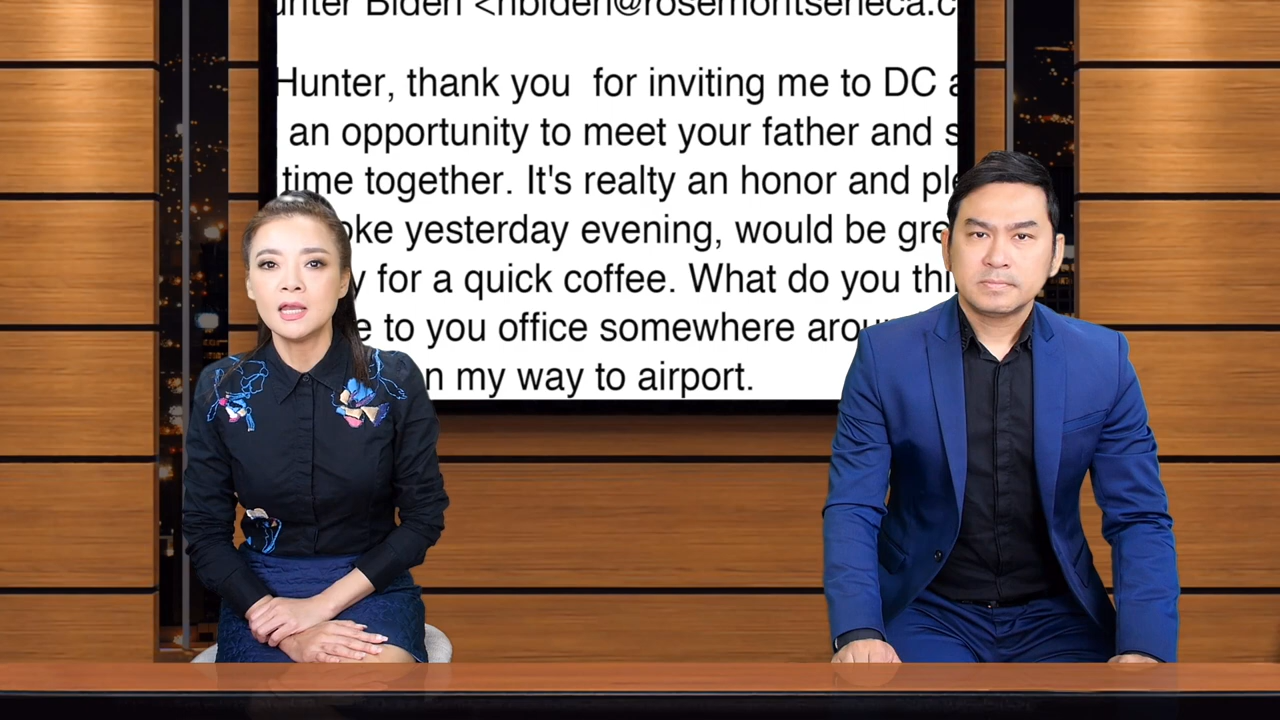 Hunter Biden <hbiden@rosemontseneca.c
Hunter, thank you for inviting me to DC a
an opportunity to meet your father and s
time together. It's realty an honor and ple
oke yesterday evening, would be gre
y for a quick coffee. What do you thi
e to you office somewhere arou
n my way to airport.